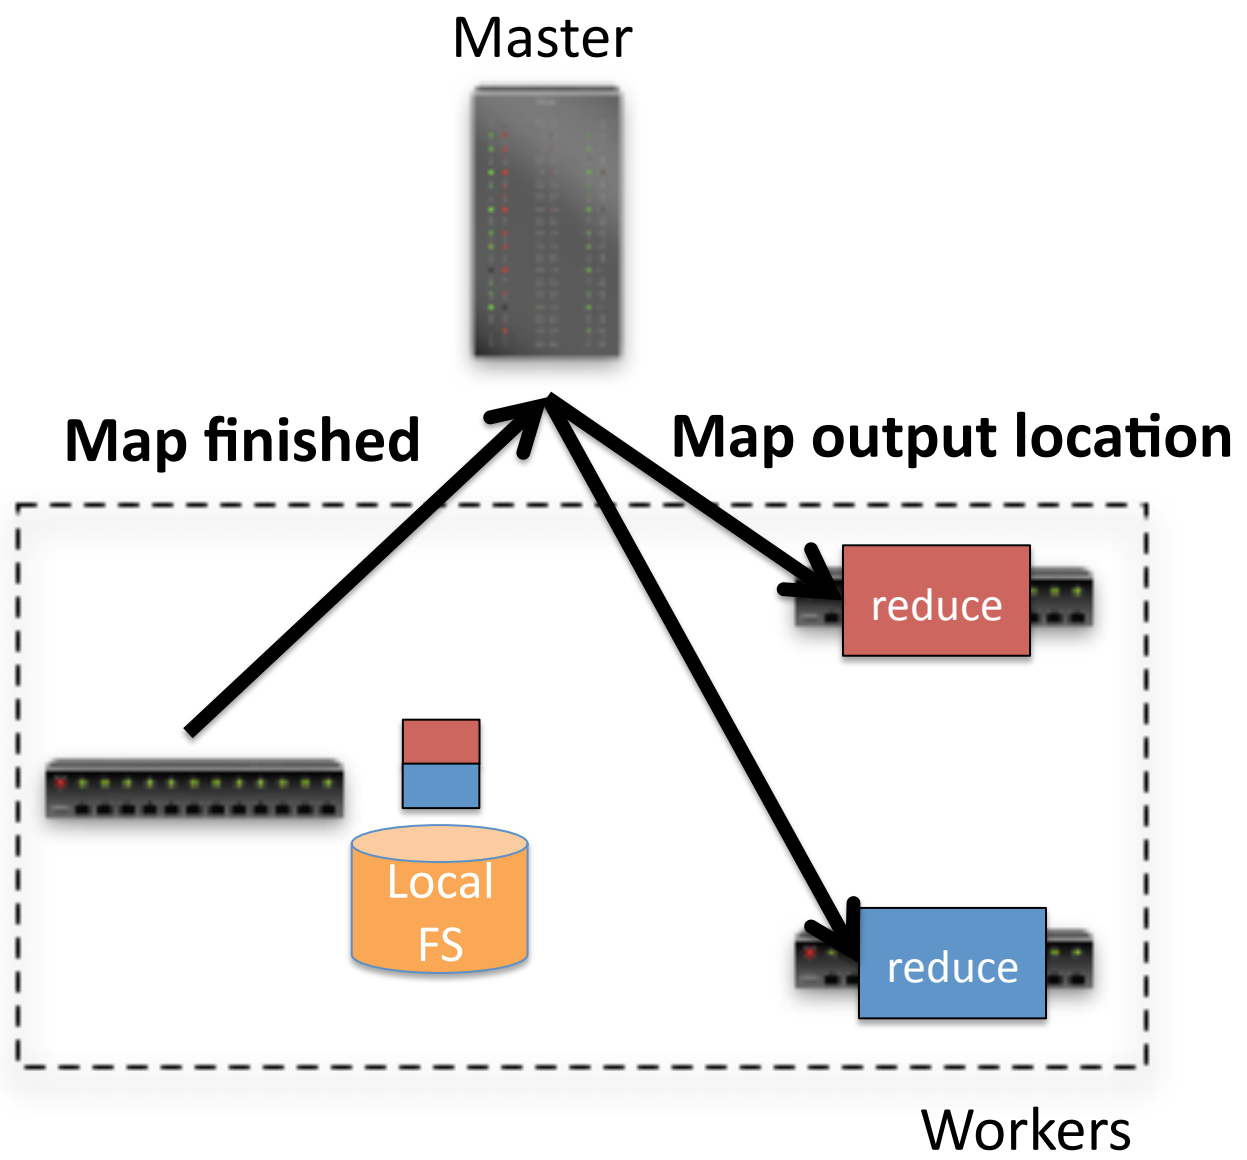 Master
Map finished
Map output location
reduce
Local
FS
reduce
Workers